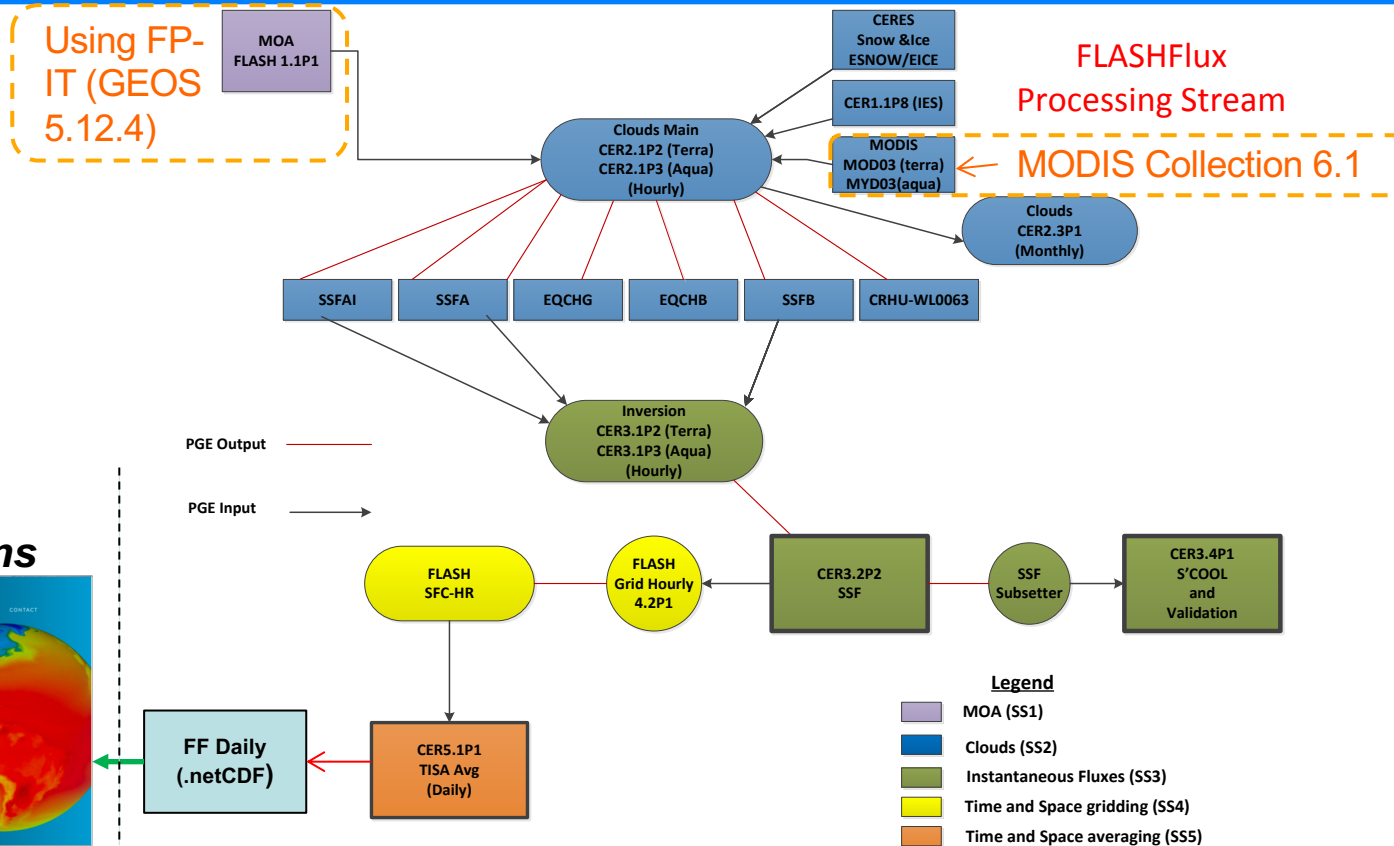 Using FP-
IT (GEOS
5.12.4)
MOA
FLASH 1.1P1
CERES
Snow &Ice
ESNOW/EICE
FLASHFlux
Processing Stream
CER1.1P8 (IES)
Clouds Main
CER2.1P2 (Terra)
CER2.1P3 (Aqua)
(Hourly)
MODIS
MOD03 (terra)
MYD03(aqua)
MODIS Collection 6.1
Clouds
CER2.3P1
(Monthly)
SSFAI
SSFA
EQCHG
EQCHB
SSFB
CRHU-WL0063
Inversion
CER3.1P2 (Terra)
CER3.1P3 (Aqua)
(Hourly)
PGE Output
PGE Input
ns
CONTACT
FLASH
SFC-HR
FLASH
Grid Hourly
4.2P1
CER3.2P2
SSF
SSF
Subsetter
CER3.4P1
S’COOL
and
Validation
FF Daily
(.netCDF)
CER5.1P1
TISA Avg
(Daily)
Legend
MOA (SS1)
Clouds (SS2)
Instantaneous Fluxes (SS3)
Time and Space gridding (SS4)
Time and Space averaging (SS5)